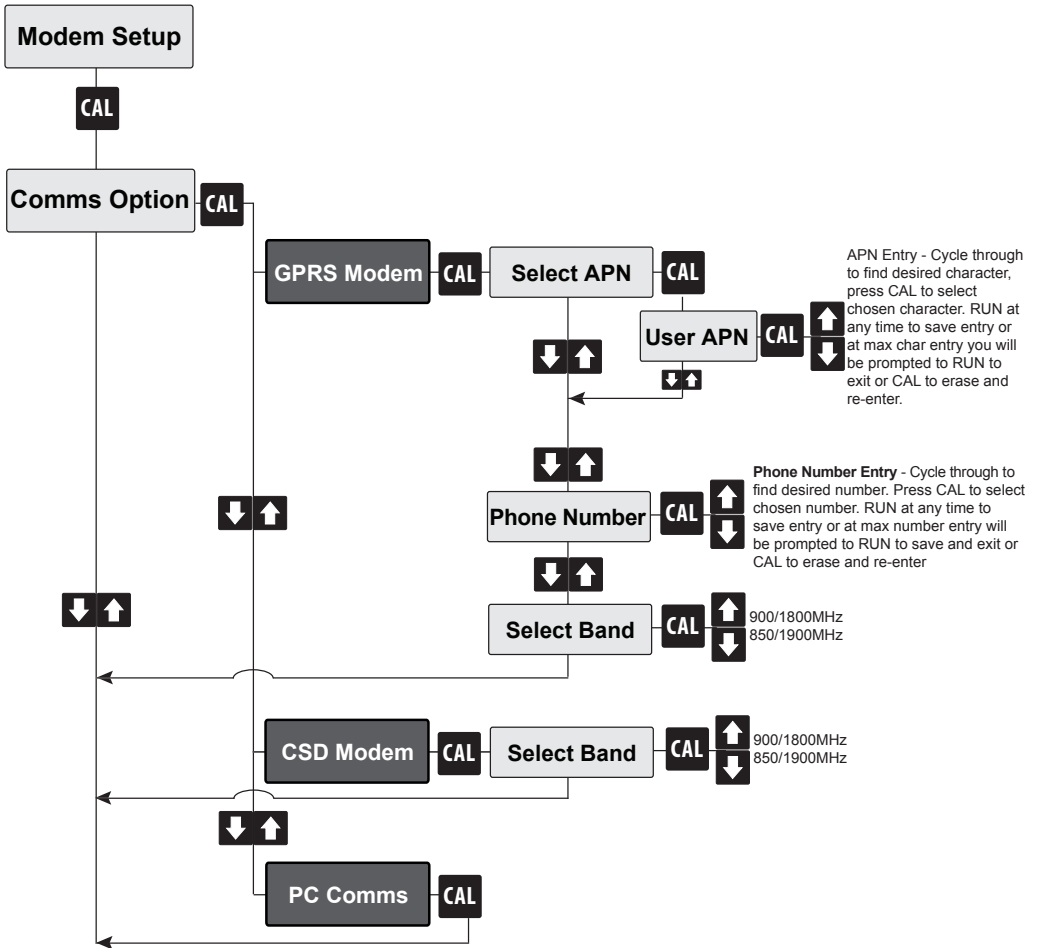 Modem Setup
CAL
Comms Option
CAL
GPRS Modem
CAL
Select APN
CAL
User APN
CAL
APN Entry - Cycle through
to find desired character,
press CAL to select
chosen character. RUN at
any time to save entry or
at max char entry you will
be prompted to RUN to
exit or CAL to erase and
re-enter.
Phone Number
CAL
Phone Number Entry - Cycle through to
find desired number. Press CAL to select
chosen number. RUN at any time to
save entry or at max number entry will
be prompted to RUN to save and exit or
CAL to erase and re-enter
Select Band
CAL
900/1800MHz
850/1900MHz
CSD Modem
CAL
Select Band
CAL
900/1800MHz
850/1900MHz
PC Comms
CAL